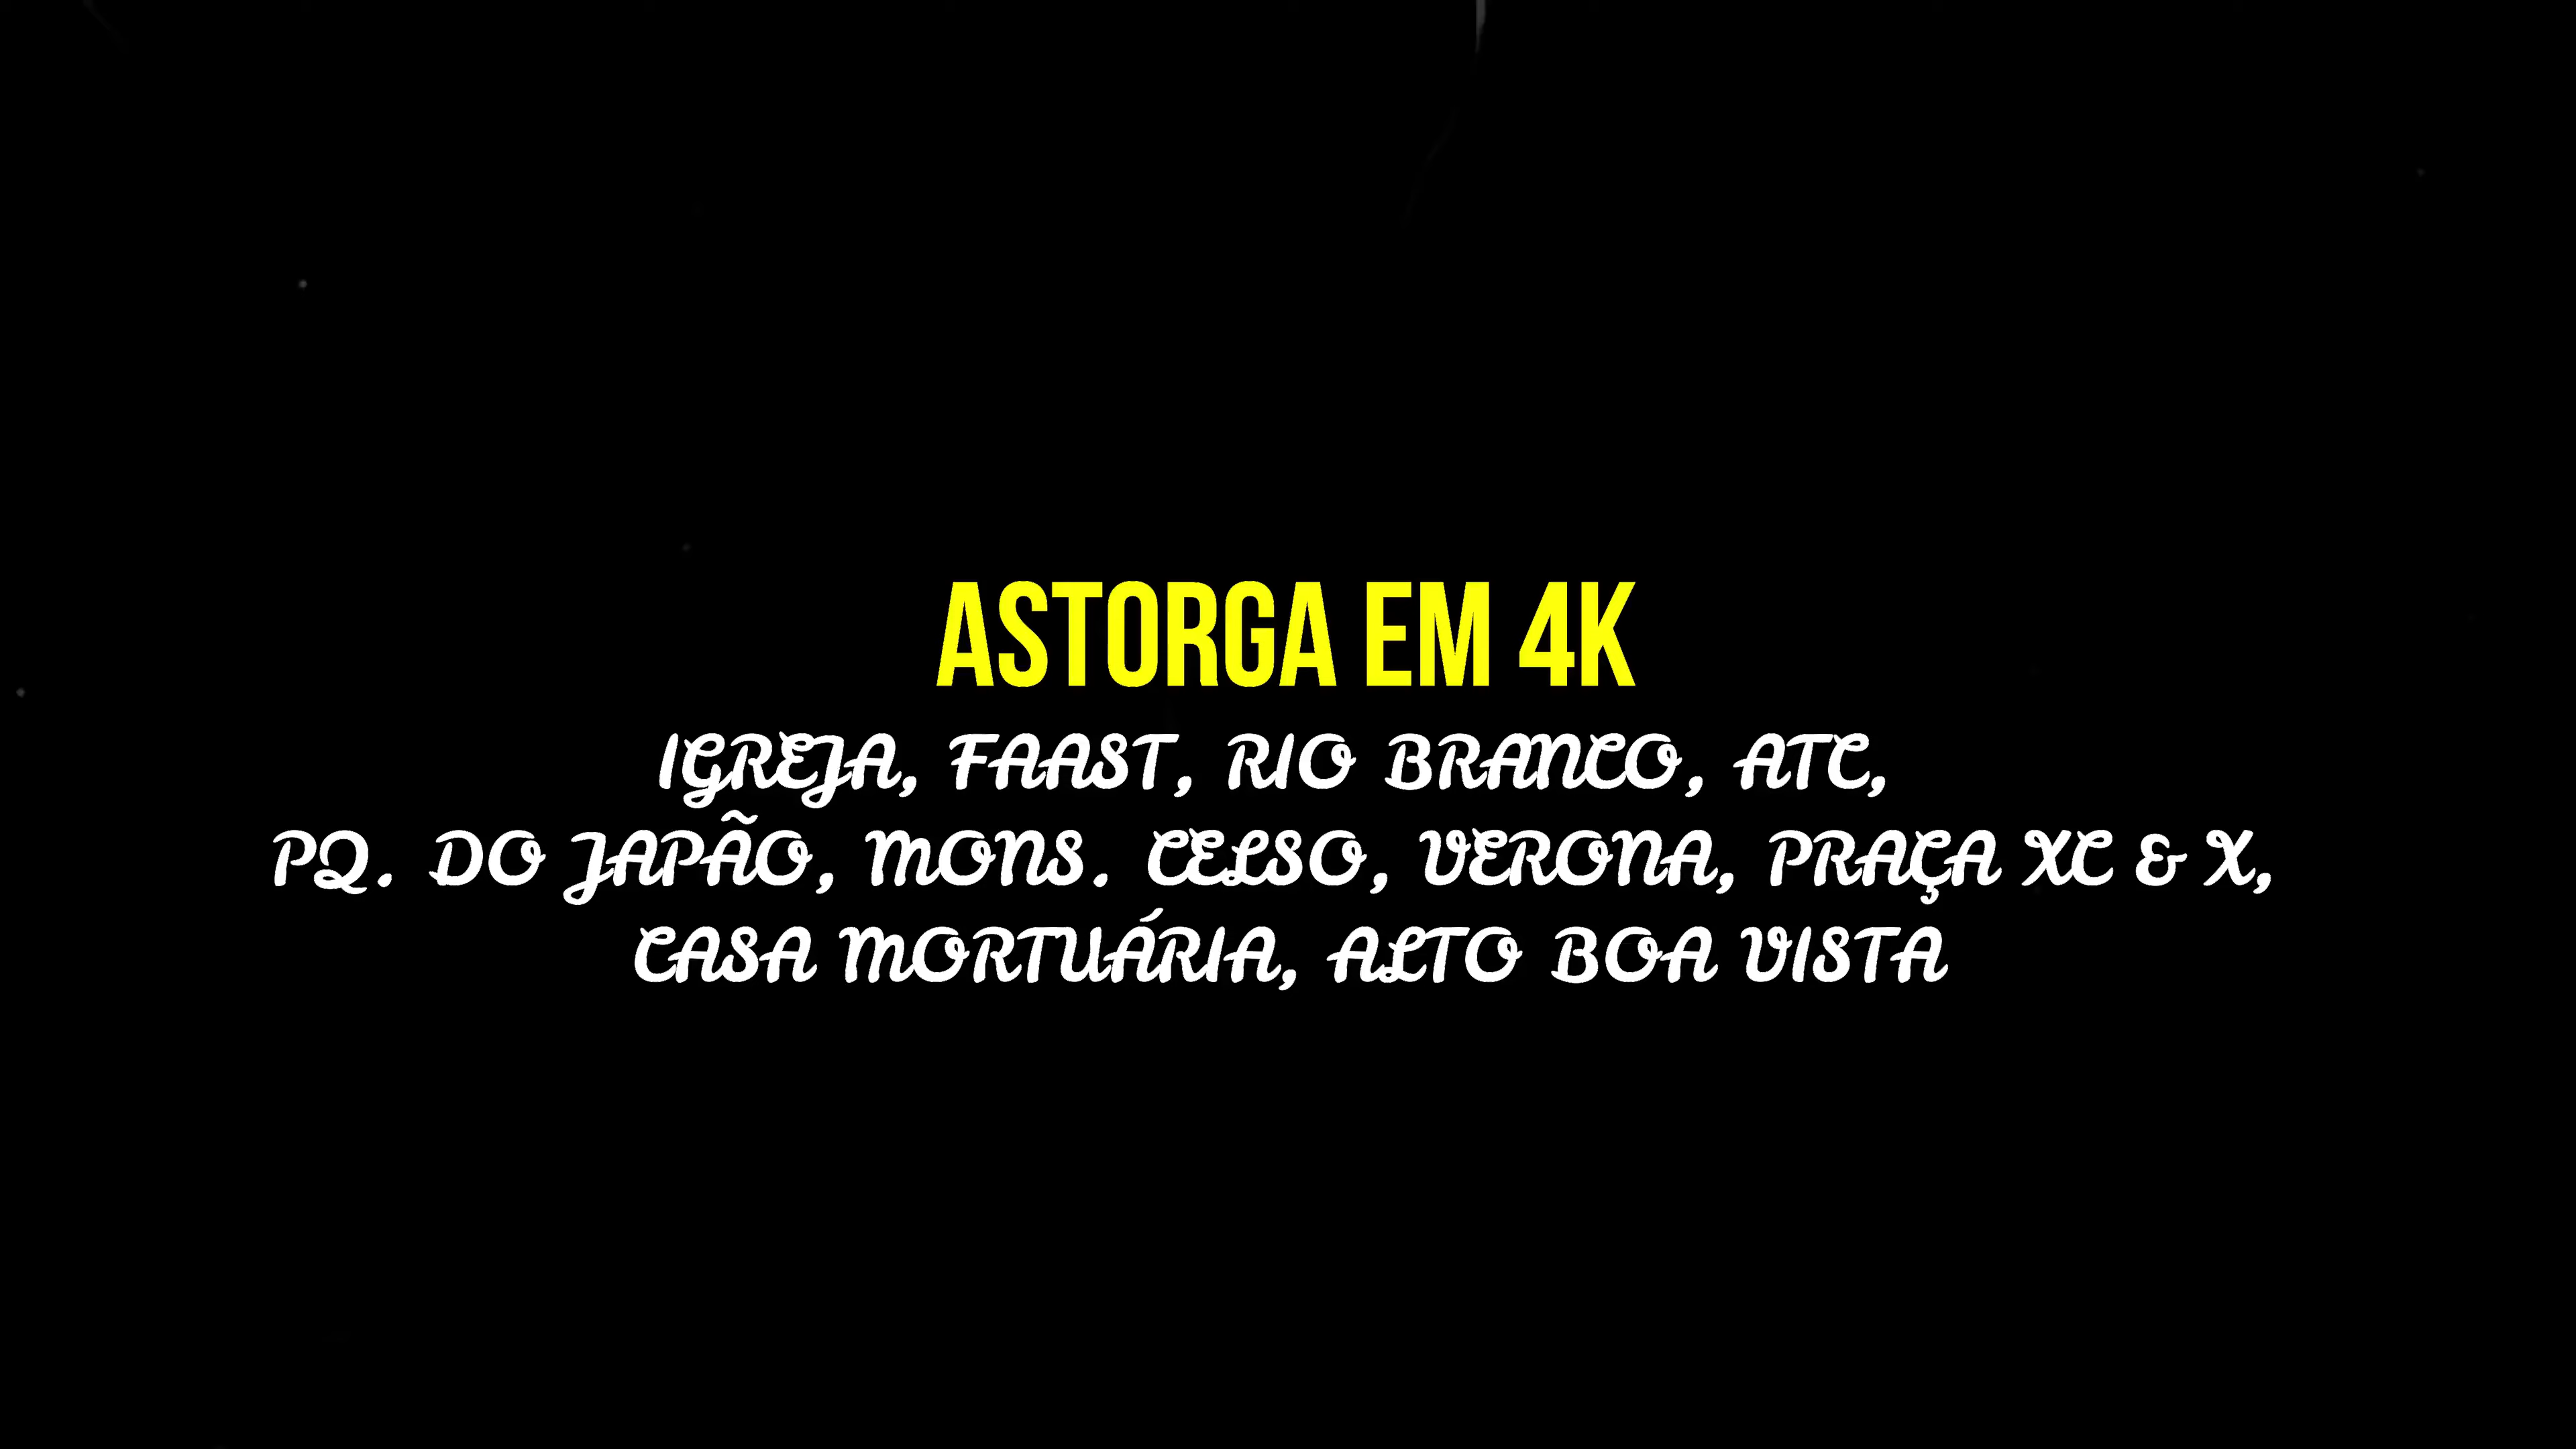 ASTORGA EM 4K
IGREJA, FAAST, RIO BRANCO, ATC,
PQ. DO JAPÃO, MONS. CELSO, VERONA, PRAÇA XC & X,
CASA MORTUÁRIA, ALTO BOA VISTA